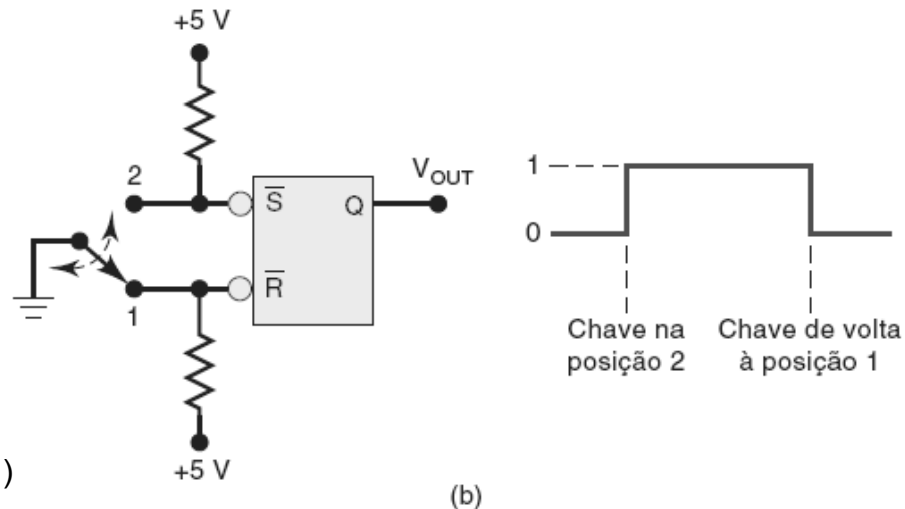 +5 V
2
S̅
Q
V_OUT
R̅
1
+5 V
)
1
0
Chave na
posição 2
Chave de volta
à posição 1
(b)